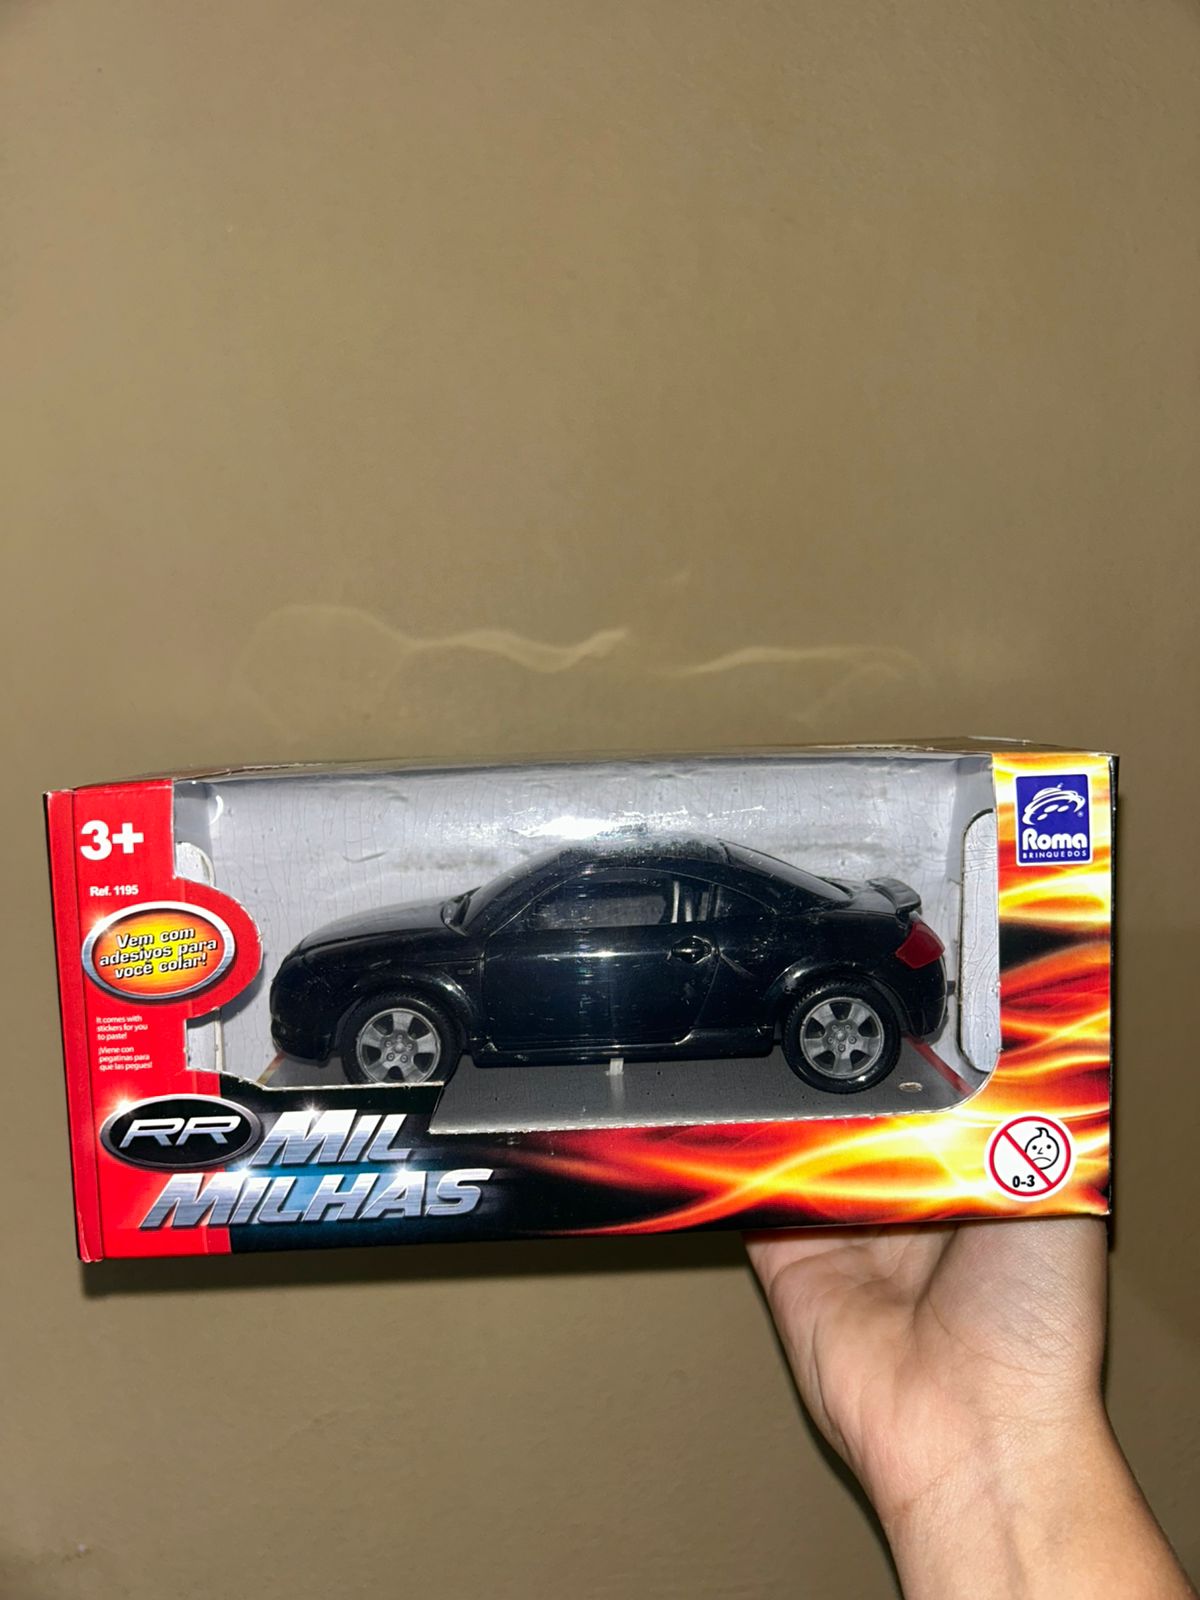 3+
Ref. 1195
Vem com
adesivos para
você colar!
It comes with
stickers for you
to paste!
¡Viene con
pegatinas para
que las pegues!
RR MIL
MILHAS
Roma
BRINQUEDOS
0-3